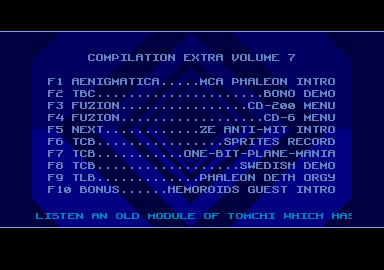 COMPILATION EXTRA VOLUME 7
F1 AENIGMATICA.....MCA PHALEON INTRO
F2 TBC.....................BONO DEMO
F3 FUZION................CD-200 MENU
F4 FUZION..................CD-6 MENU
F5 NEXT............ZE ANTI-MIT INTRO
F6 TCB................SPRITES RECORD
F7 TCB...........ONE-BIT-PLANE-MANIA
F8 TCB..................SWEDISH DEMO
F9 TLB.............PHALEON DETH ORGY
F10 BONUS......HEMOROIDS GUEST INTRO
LISTEN AN OLD MODULE OF TOMCHI WHICH HAS